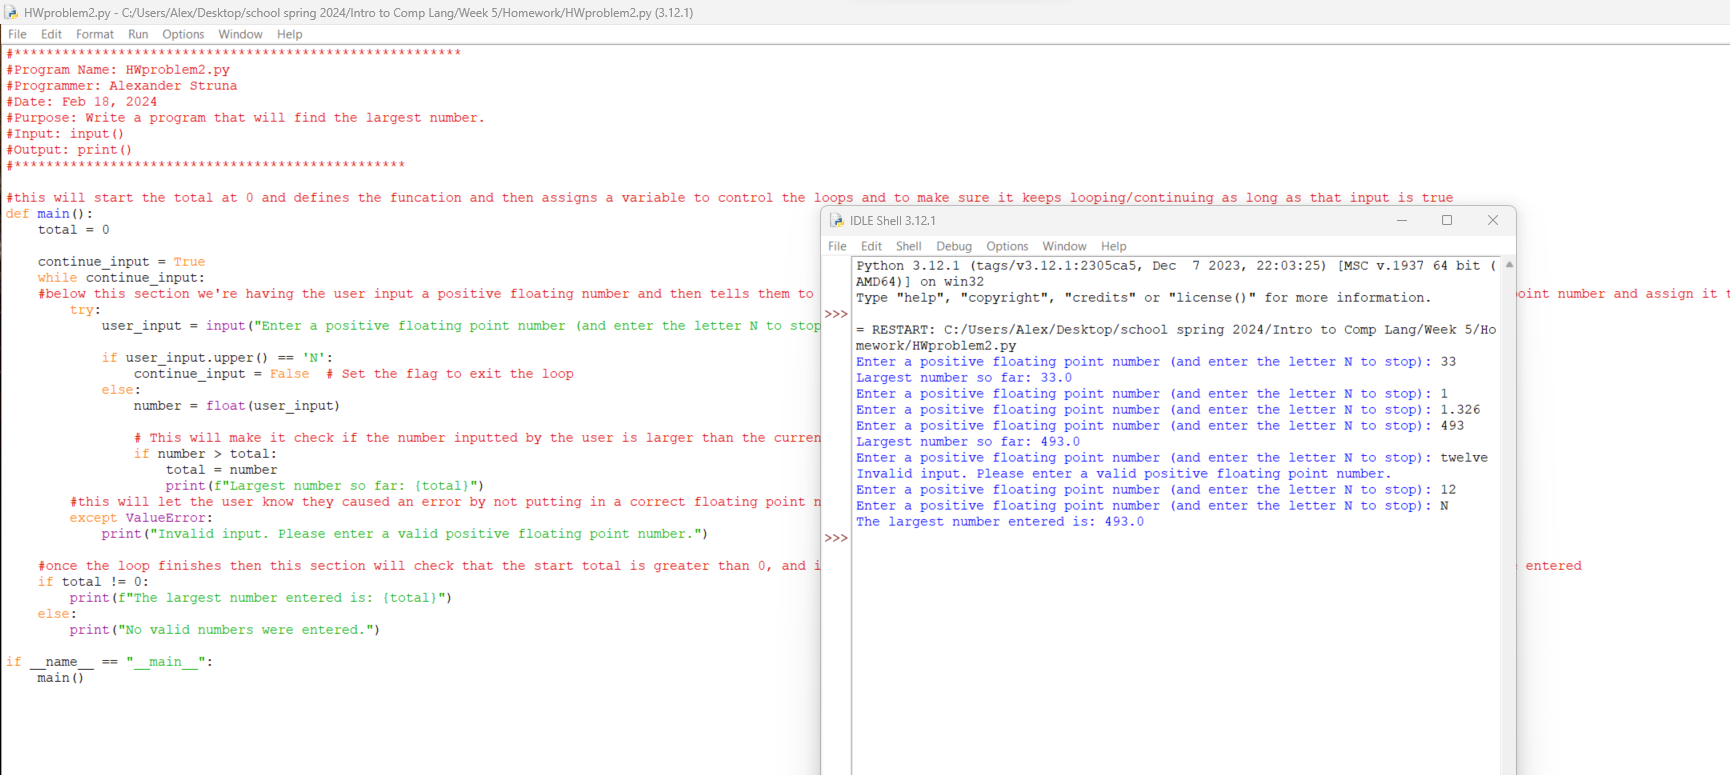 HWproblem2.py - C:/Users/Alex/Desktop/school spring 2024/Intro to Comp Lang/Week 5/Homework/HWproblem2.py (3.12.1)
File Edit Format Run Options Window Help
#********************************************************
#Program Name: HWproblem2.py
#Programmer: Alexander Struna
#Date: Feb 18, 2024
#Purpose: Write a program that will find the largest number.
#Input: input()
#Output: print()
#*************************************************
#this will start the total at 0 and defines the funcation and then assigns a variable to control the loops and to make sure it keeps looping/continuing as long as that input is true
def main():
    total = 0
    continue_input = True
    while continue_input:
    #below this section we're having the user input a positive floating number and then tells them to
oint number and assign it t
        try:
            user_input = input("Enter a positive floating point number (and enter the letter N to stop
            if user_input.upper() == 'N':
                continue_input = False  # Set the flag to exit the loop
            else:
                number = float(user_input)
                # This will make it check if the number inputted by the user is larger than the curren
                if number > total:
                    total = number
                    print(f"Largest number so far: {total}")
        #this will let the user know they caused an error by not putting in a correct floating point n
        except ValueError:
            print("Invalid input. Please enter a valid positive floating point number.")
    #once the loop finishes then this section will check that the start total is greater than 0, and i
entered
    if total != 0:
        print(f"The largest number entered is: {total}")
    else:
        print("No valid numbers were entered.")
if __name__ == "__main__":
    main()
IDLE Shell 3.12.1
File Edit Shell Debug Options Window Help
Python 3.12.1 (tags/v3.12.1:2305ca5, Dec  7 2023, 22:03:25) [MSC v.1937 64 bit (
AMD64)] on win32
Type "help", "copyright", "credits" or "license()" for more information.
>>>
= RESTART: C:/Users/Alex/Desktop/school spring 2024/Intro to Comp Lang/Week 5/Ho
mework/HWproblem2.py
Enter a positive floating point number (and enter the letter N to stop): 33
Largest number so far: 33.0
Enter a positive floating point number (and enter the letter N to stop): 1
Enter a positive floating point number (and enter the letter N to stop): 1.326
Enter a positive floating point number (and enter the letter N to stop): 493
Largest number so far: 493.0
Enter a positive floating point number (and enter the letter N to stop): twelve
Invalid input. Please enter a valid positive floating point number.
Enter a positive floating point number (and enter the letter N to stop): 12
Enter a positive floating point number (and enter the letter N to stop): N
The largest number entered is: 493.0
>>>